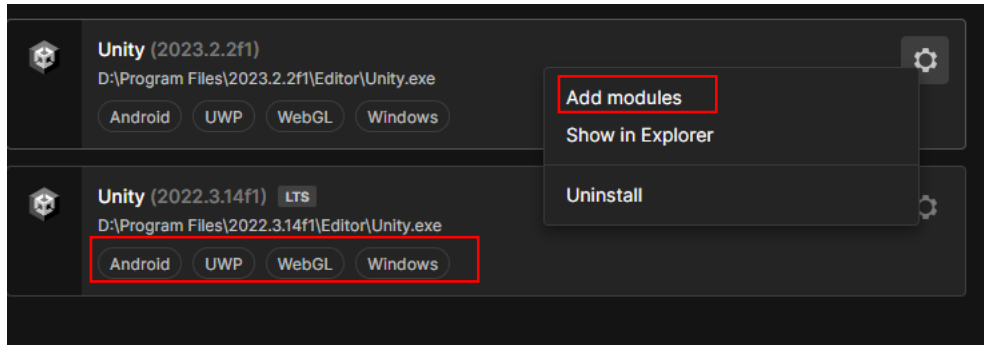 Unity (2023.2.2f1)
D:\Program Files\2023.2.2f1\Editor\Unity.exe
Android UWP WebGL Windows
Add modules
Show in Explorer
Uninstall
Unity (2022.3.14f1) LTS
D:\Program Files\2022.3.14f1\Editor\Unity.exe
Android UWP WebGL Windows